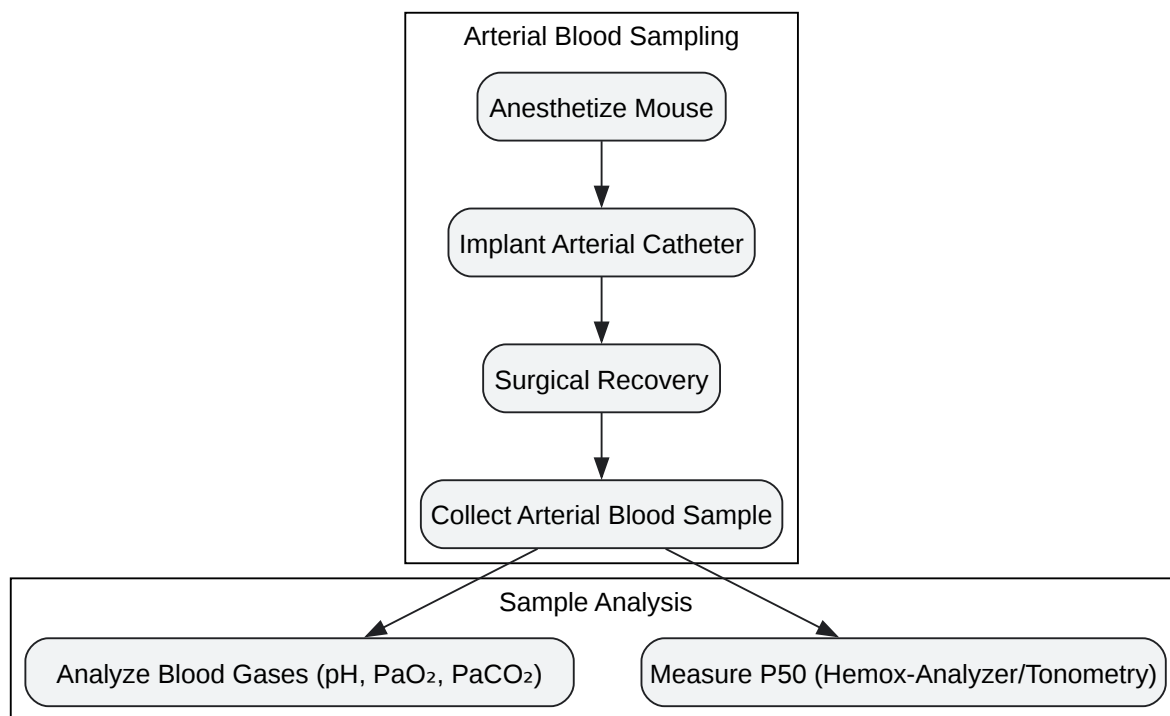 Arterial Blood Sampling
Anesthetize Mouse
Implant Arterial Catheter
Surgical Recovery
Collect Arterial Blood Sample
Sample Analysis
Analyze Blood Gases (pH, PaO₂, PaCO₂)
Measure P50 (Hemox-Analyzer/Tonometry)